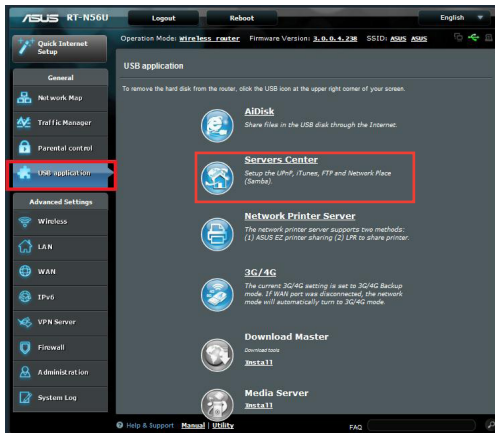 ASUS RT-N56U Logout Reboot English
Quick Internet Setup
Operation Mode: Wireless router Firmware Version: 3.0.0.4.238 SSID: ASUS ASUS
General
Network Map
Traffic Manager
Parental control
USB application
Advanced Settings
Wireless
LAN
WAN
IPv6
VPN Server
Firewall
Administration
System Log
USB application
To remove the hard disk from the router, click the USB icon at the upper right corner of your screen.
AiDisk
Share files in the USB disk through the Internet.
Servers Center
Setup the UPnP, iTunes, FTP and Network Place
(Samba).
Network Printer Server
The network printer server supports two methods:
(1) ASUS EZ printer sharing (2) LPR to share printer.
3G/4G
The current 3G/4G setting is set to 3G/4G Backup
mode. If WAN port was disconnected, the network
mode will automatically turn to 3G/4G mode.
Download Master
Download tools
Install
Media Server
Install
Help & Support Manual | Utility FAQ